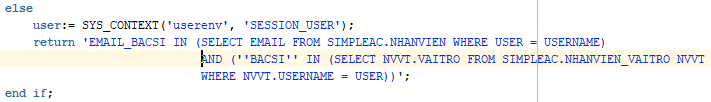 else
user:= SYS_CONTEXT('userenv', 'SESSION_USER');
return 'EMAIL_BACSI IN (SELECT EMAIL FROM SIMPLEAC.NHANVIEN WHERE USER = USERNAME)
AND (''BACSI'' IN (SELECT NVVT.VAITRO FROM SIMPLEAC.NHANVIEN_VAITRO NVVT
WHERE NVVT.USERNAME = USER))';
end if;